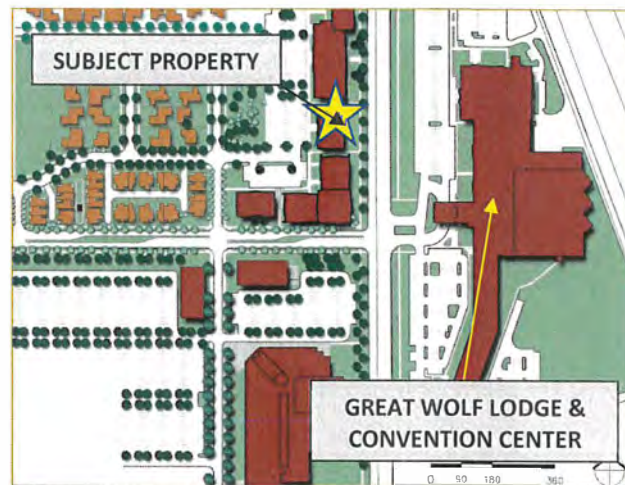 SUBJECT PROPERTY
GREAT WOLF LODGE &
CONVENTION CENTER
0 50 180 360